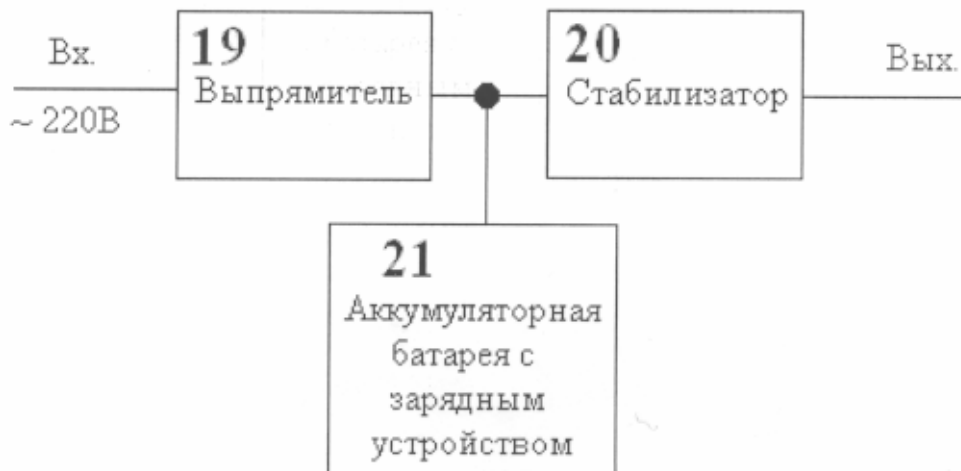 Вх.
~ 220В
19
Выпрямитель
20
Стабилизатор
Вых.
21
Аккумуляторная
батарея с
зарядным
устройством